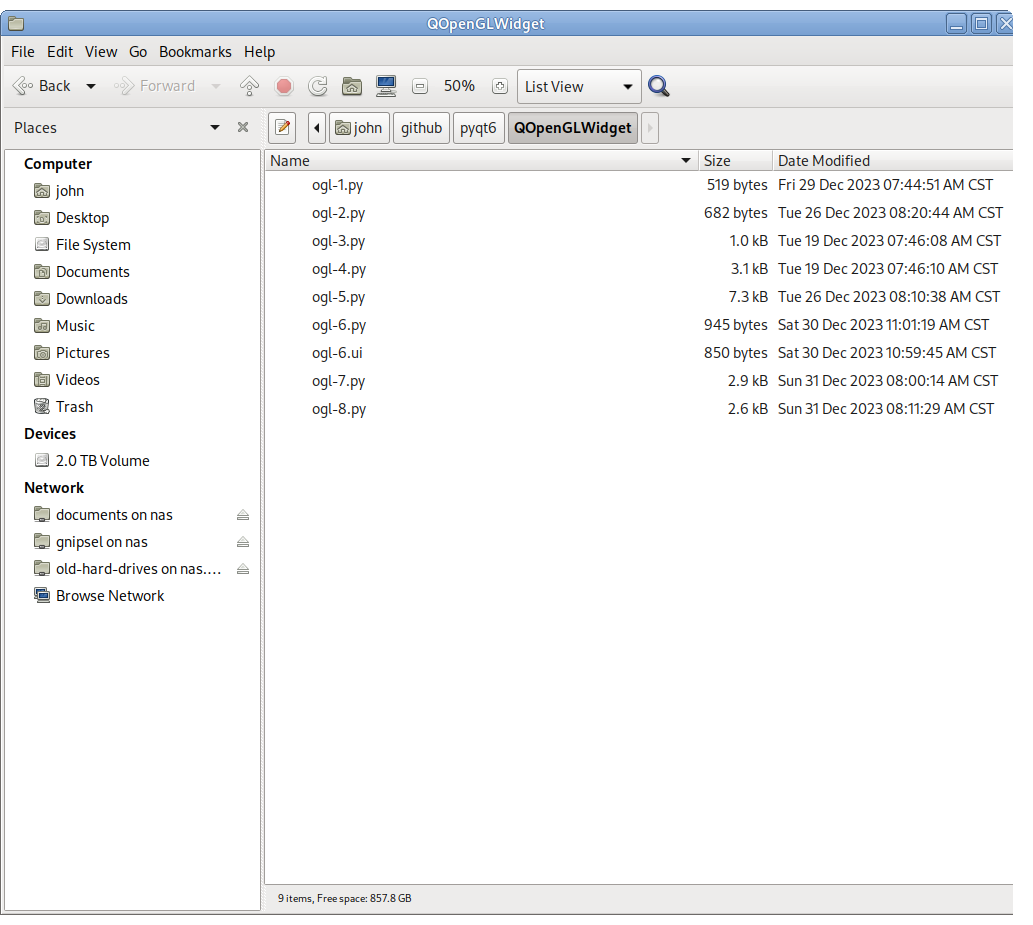 QOpenGLWidget
File Edit View Go Bookmarks Help
Back Forward 50% List View
Places john github pyqt6 QOpenGLWidget
Computer
john
Desktop
File System
Documents
Downloads
Music
Pictures
Videos
Trash
Devices
2.0 TB Volume
Network
documents on nas
gnipsel on nas
old-hard-drives on nas....
Browse Network
Name Size Date Modified
ogl-1.py 519 bytes Fri 29 Dec 2023 07:44:51 AM CST
ogl-2.py 682 bytes Tue 26 Dec 2023 08:20:44 AM CST
ogl-3.py 1.0 kB Tue 19 Dec 2023 07:46:08 AM CST
ogl-4.py 3.1 kB Tue 19 Dec 2023 07:46:10 AM CST
ogl-5.py 7.3 kB Tue 26 Dec 2023 08:10:38 AM CST
ogl-6.py 945 bytes Sat 30 Dec 2023 11:01:19 AM CST
ogl-6.ui 850 bytes Sat 30 Dec 2023 10:59:45 AM CST
ogl-7.py 2.9 kB Sun 31 Dec 2023 08:00:14 AM CST
ogl-8.py 2.6 kB Sun 31 Dec 2023 08:11:29 AM CST
9 items, Free space: 857.8 GB